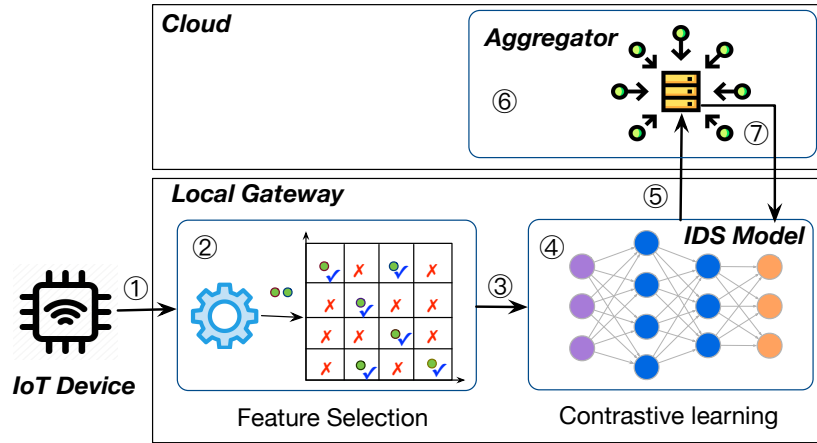 Cloud
Aggregator
⑥
⑦
⑤
Local Gateway
②
④
IDS Model
①
③
IoT Device
Feature Selection
Contrastive learning